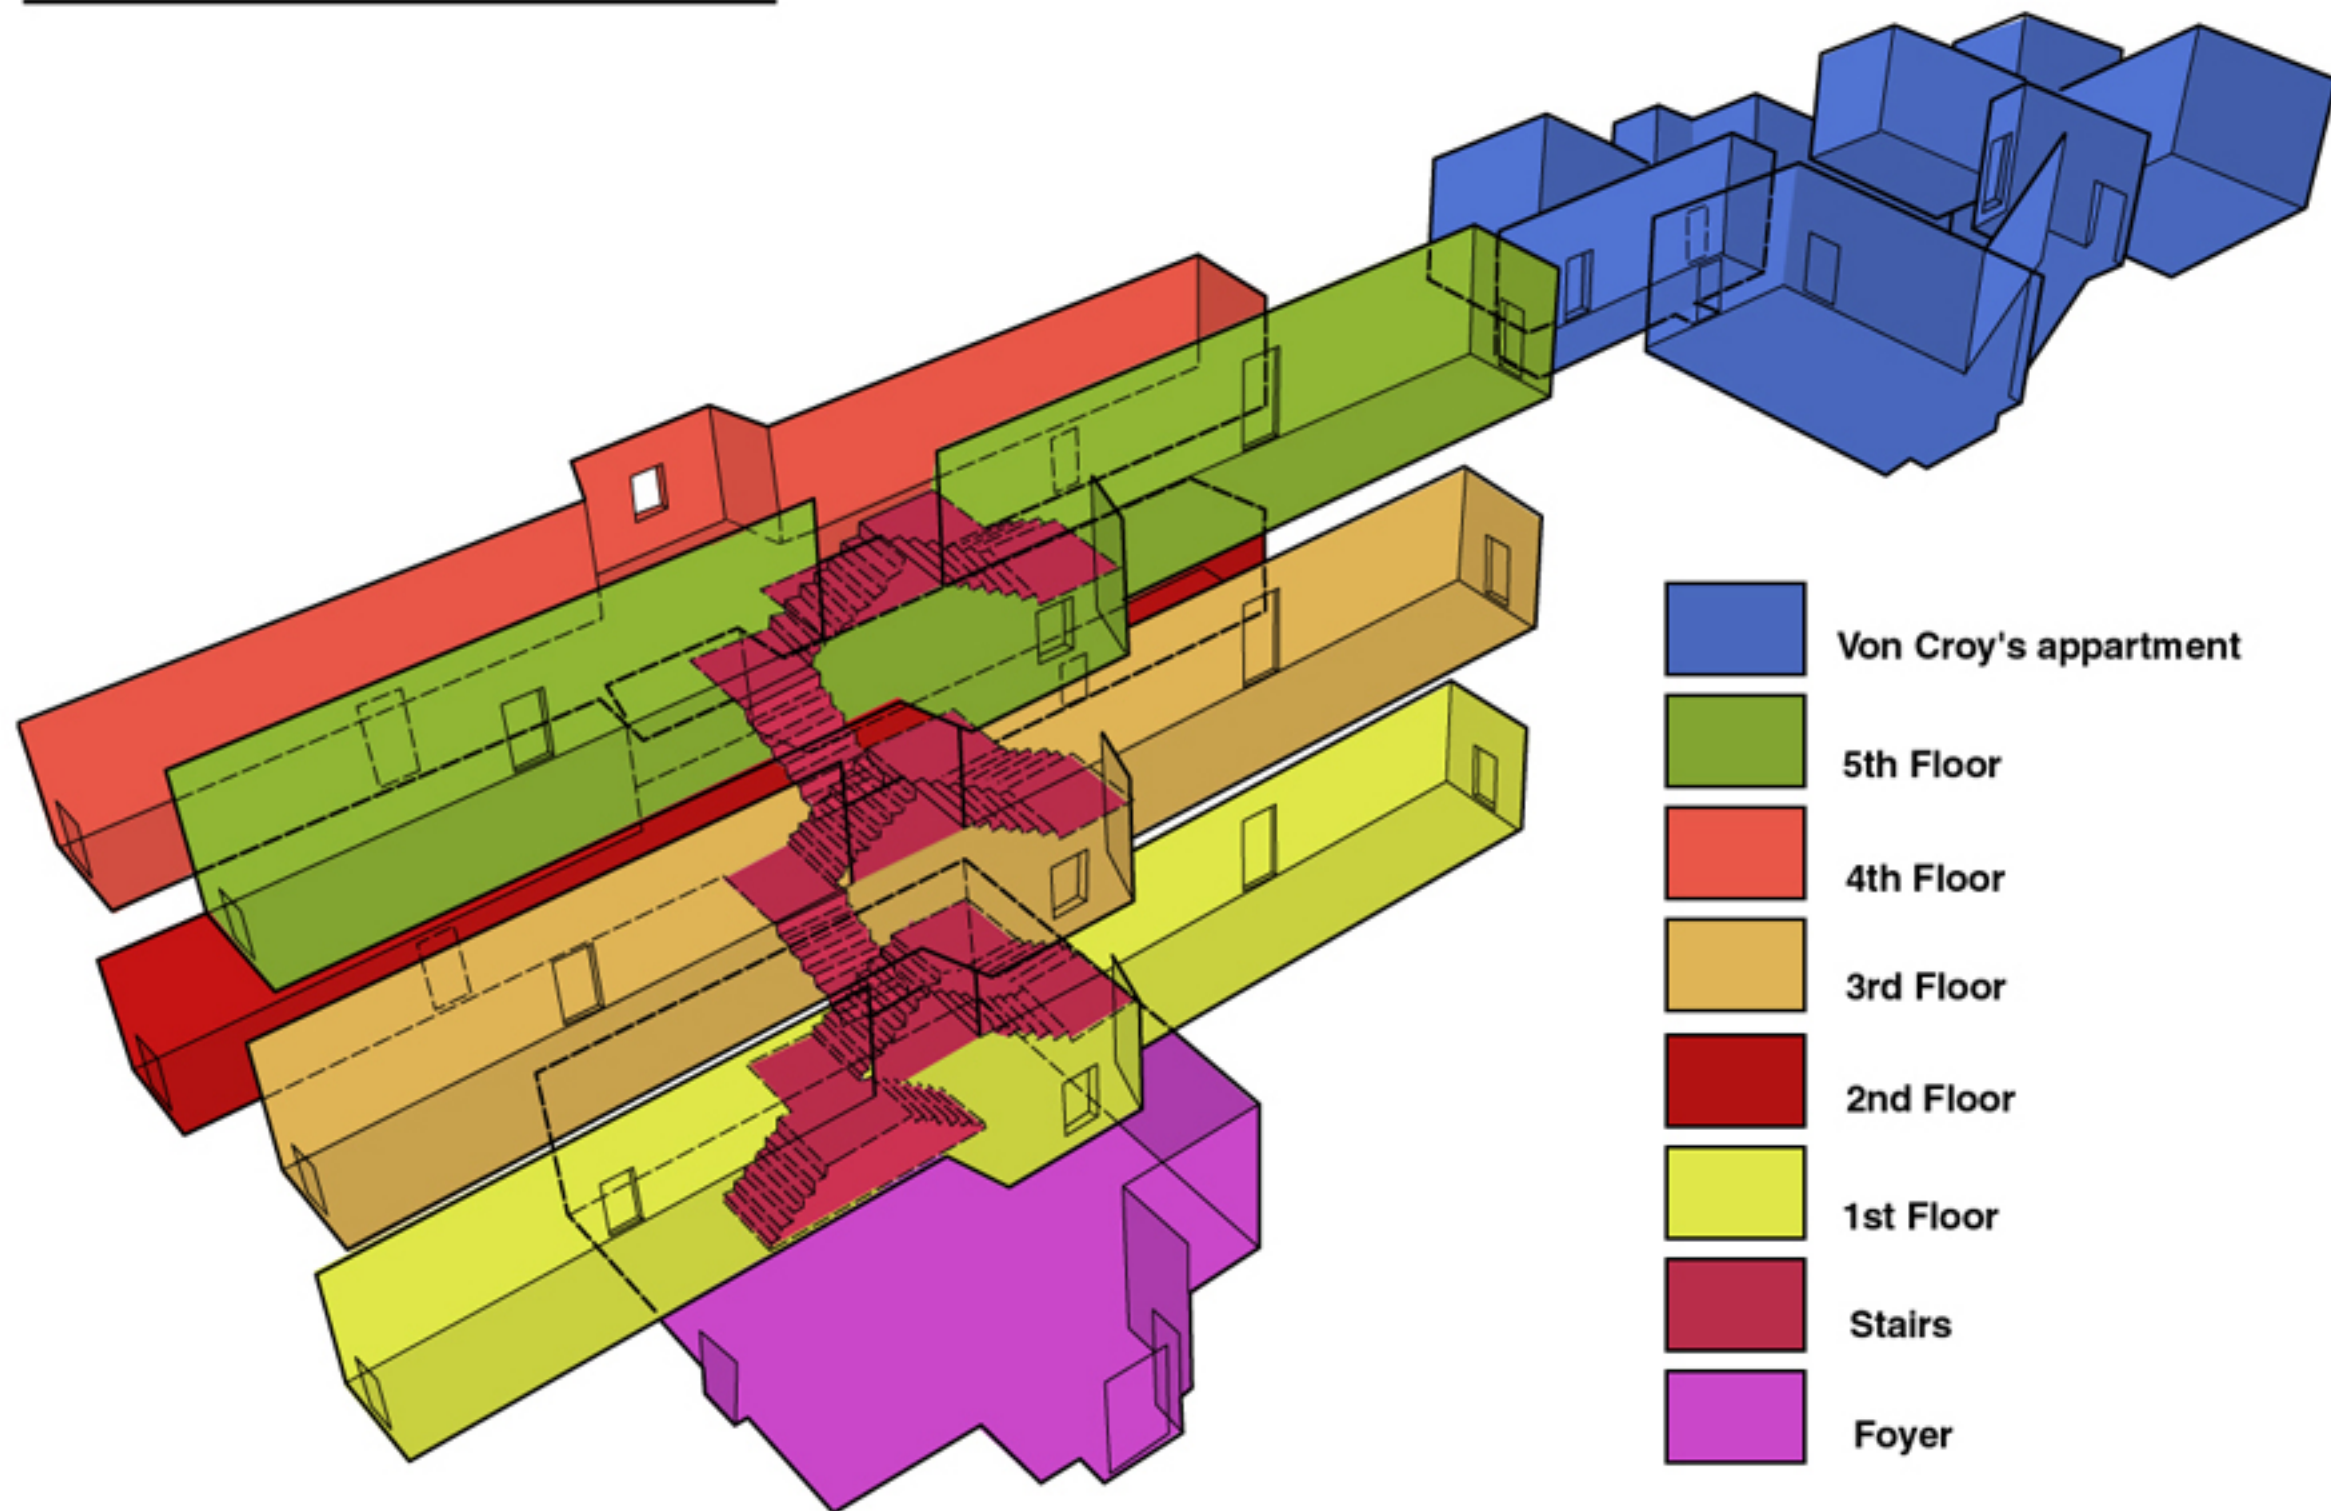 Von Croy's appartment
5th Floor
4th Floor
3rd Floor
2nd Floor
1st Floor
Stairs
Foyer